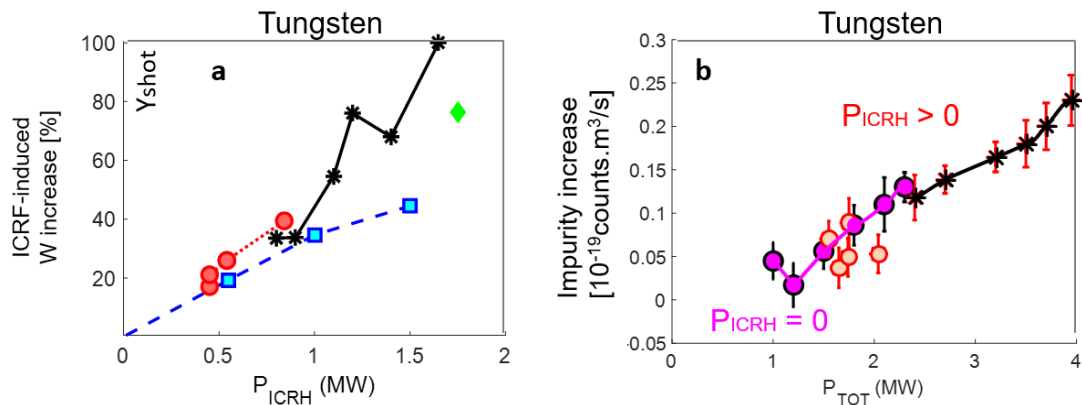 Tungsten
a
Yshot
ICRF-induced
W increase [%]
100
80
60
40
20
0
0.5
1
1.5
2
PICRH (MW)
Tungsten
b
PICRH > 0
PICRH = 0
Impurity increase
[10-19counts.m3/s]
0.3
0.25
0.2
0.15
0.1
0.05
0
-0.05
0
1
2
3
4
PTOT (MW)